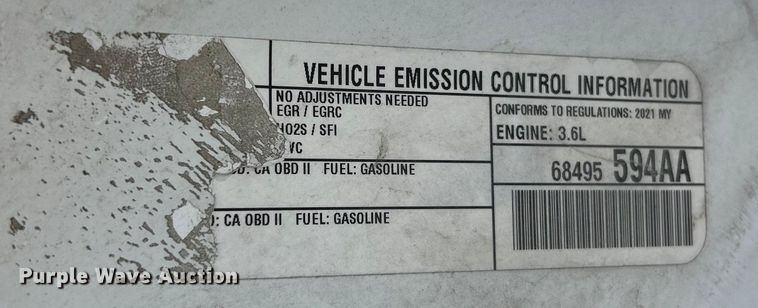 VEHICLE EMISSION CONTROL INFORMATION
NO ADJUSTMENTS NEEDED
EGR / EGRC
HO2S / SFI
CONFORMS TO REGULATIONS: 2021 MY
ENGINE: 3.6L
CA OBD II FUEL: GASOLINE
68495 594AA
CA OBD II FUEL: GASOLINE
Purple Wave Auction